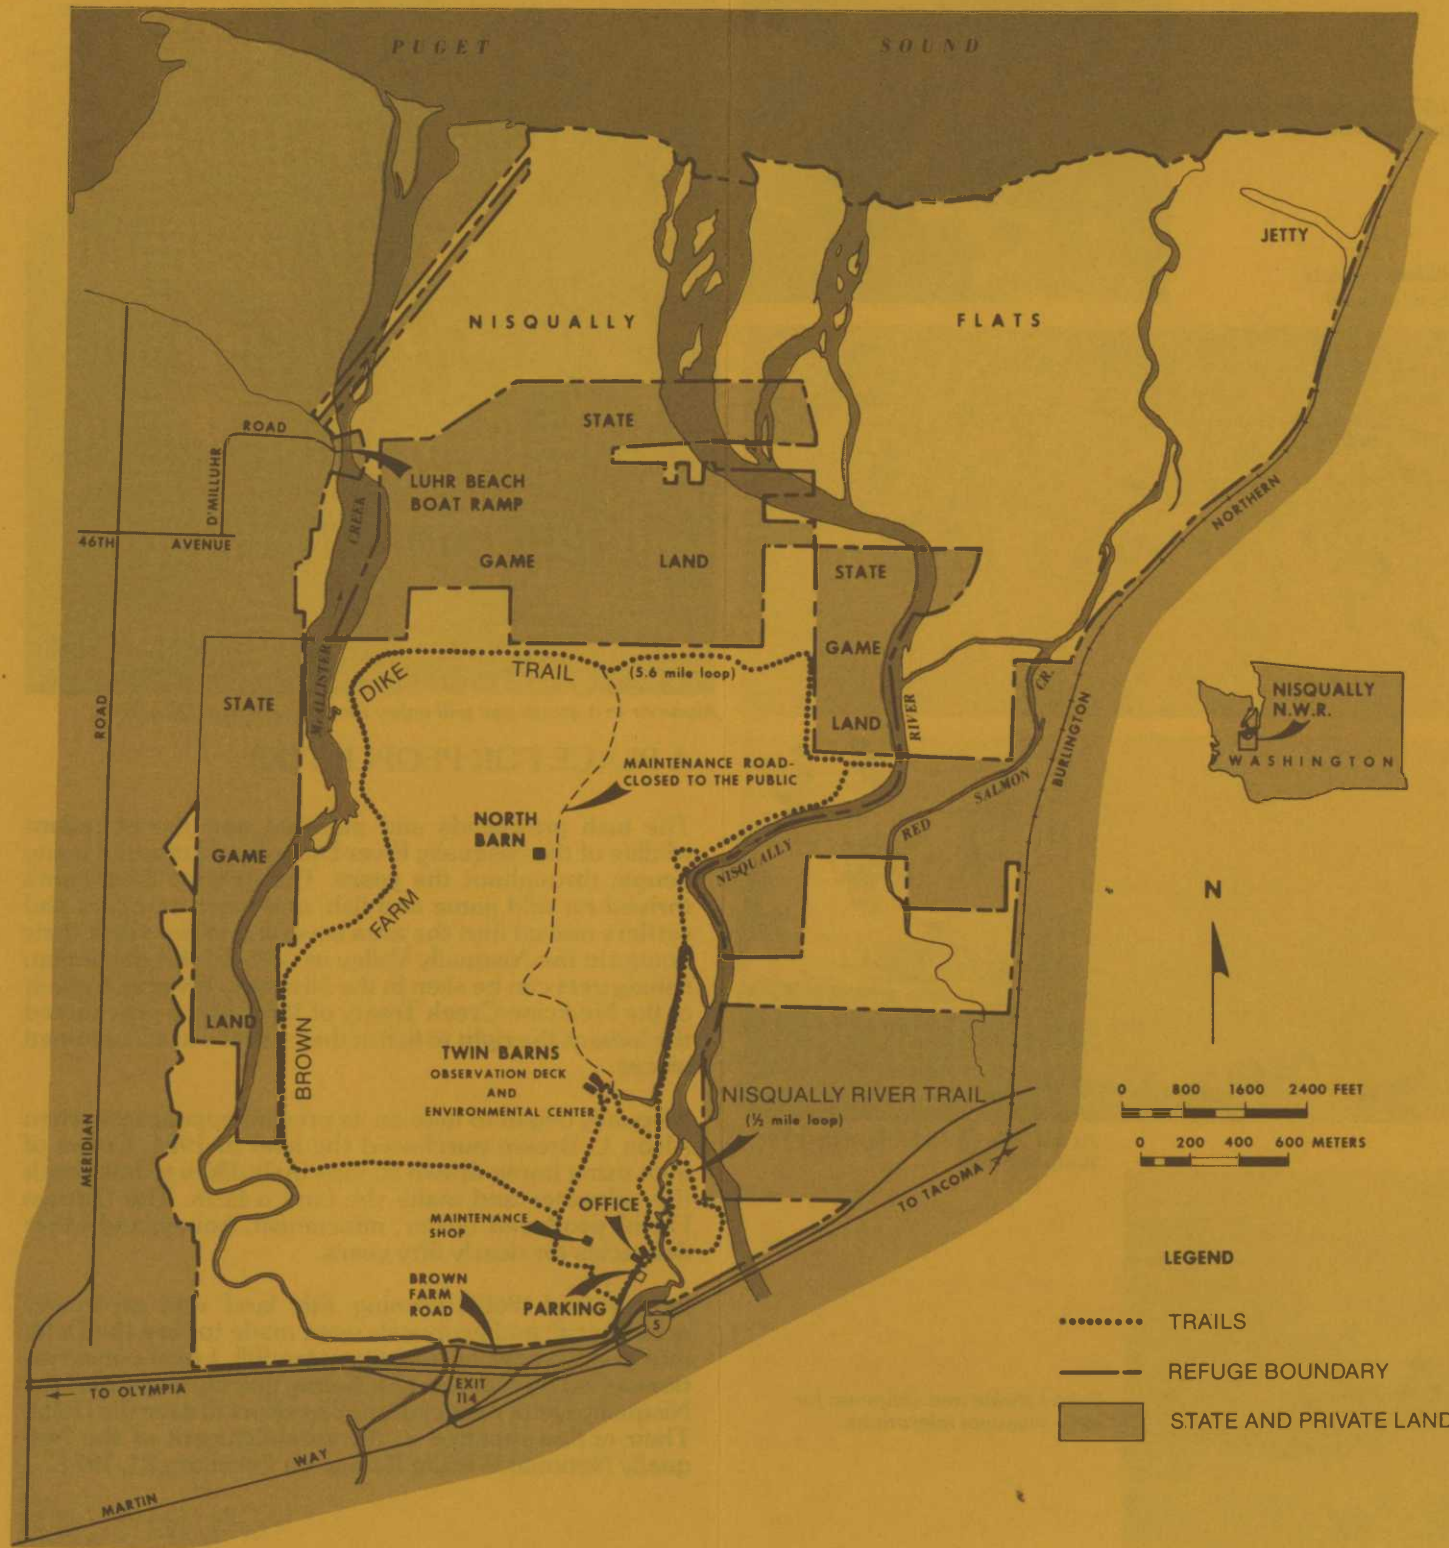 PUGET SOUND
JETTY
NISQUALLY FLATS
STATE
ROAD
D'MILLUHR
LUHR BEACH
BOAT RAMP
CREEK
NORTHERN
46TH AVENUE
GAME LAND
STATE
GAME
LAND
RIVER
McALLISTER
DIKE TRAIL
(5.6 mile loop)
CR.
STATE
GAME
LAND
ROAD
BURLINGTON
NISQUALLY
N.W.R.
WASHINGTON
MAINTENANCE ROAD-
CLOSED TO THE PUBLIC
SALMON
RED
NORTH
BARN
NISQUALLY
FARM
N
BROWN
TWIN BARNS
OBSERVATION DECK
AND
ENVIRONMENTAL CENTER
NISQUALLY RIVER TRAIL
(½ mile loop)
0 800 1600 2400 FEET
0 200 400 600 METERS
MERIDIAN
TO TACOMA
OFFICE
MAINTENANCE
SHOP
BROWN
FARM
ROAD
PARKING
5
LEGEND
TRAILS
REFUGE BOUNDARY
STATE AND PRIVATE LAND
TO OLYMPIA
EXIT
114
WAY
MARTIN